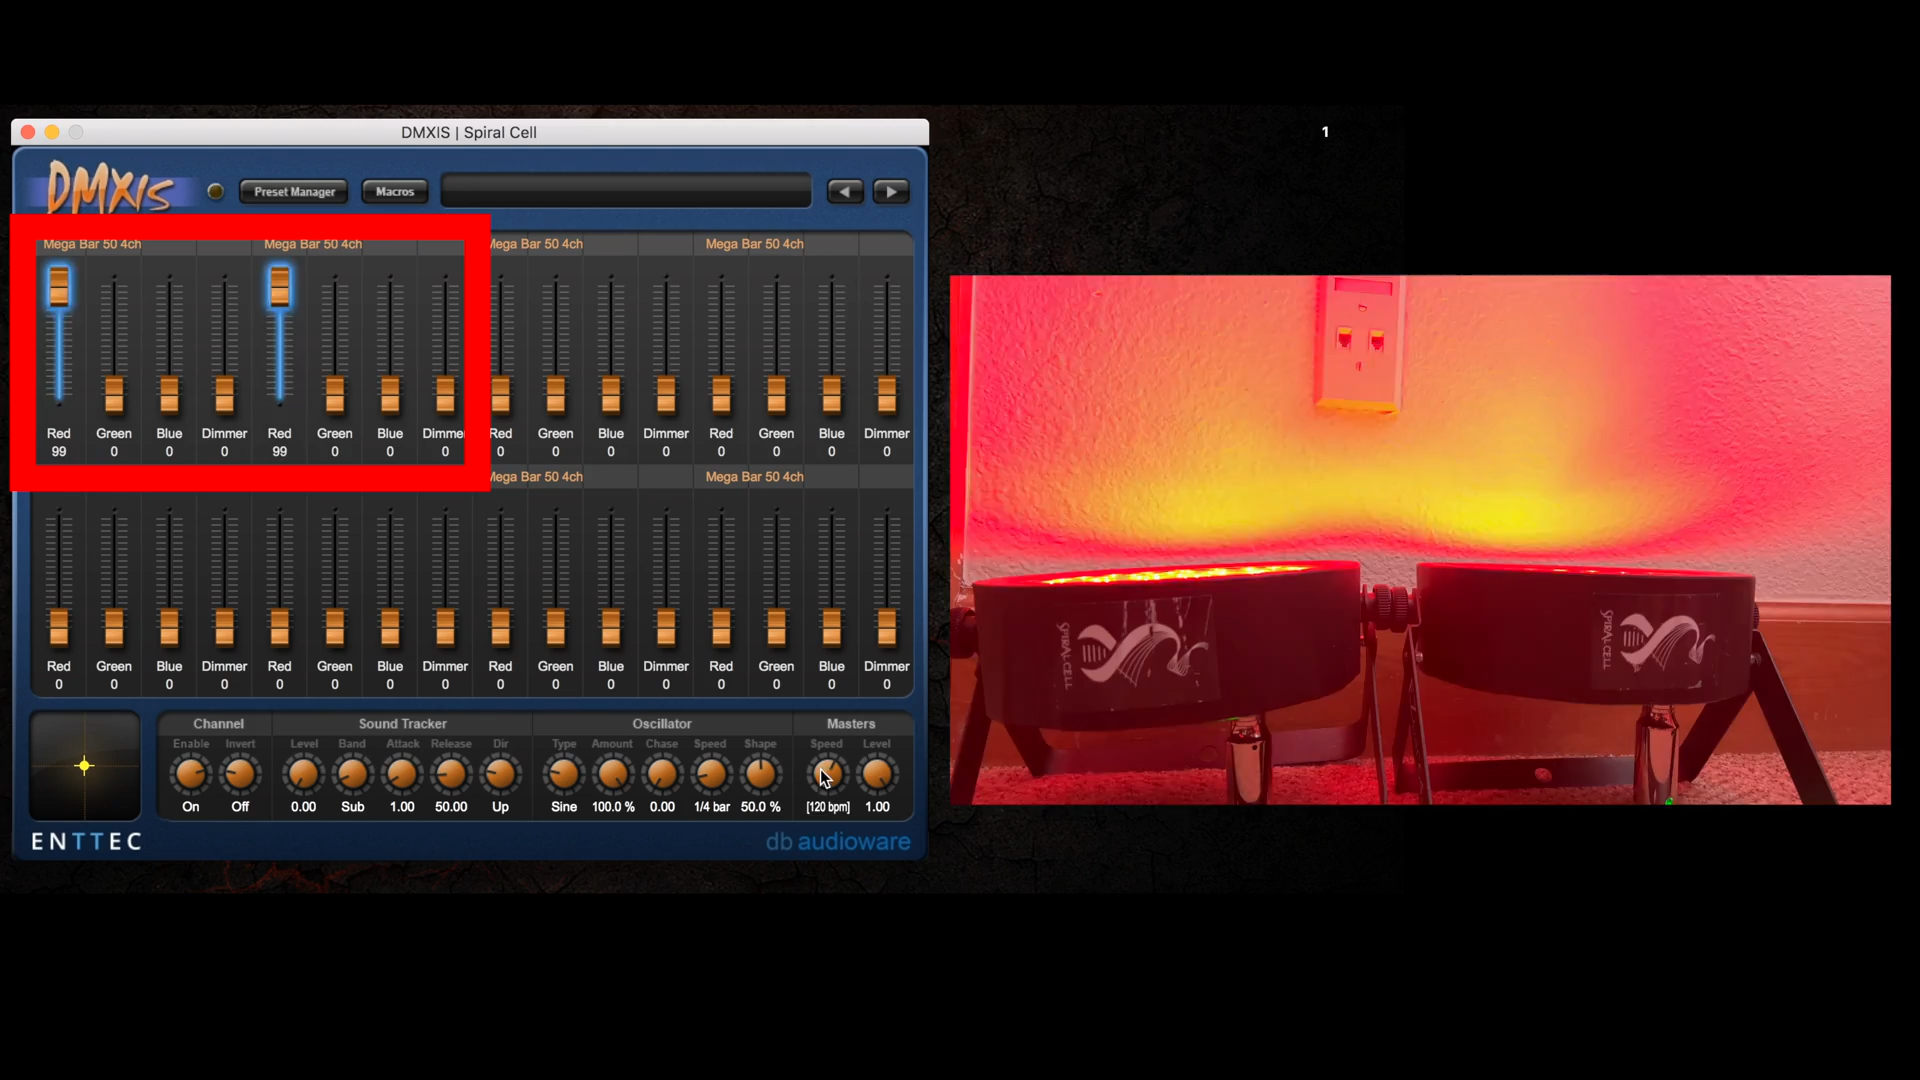 DMXIS | Spiral Cell
1
DMXIS
Preset Manager
Macros
Mega Bar 50 4ch
Mega Bar 50 4ch
Mega Bar 50 4ch
Mega Bar 50 4ch
Red Green Blue Dimmer Red Green Blue Dimmer Red Green Blue Dimmer Red Green Blue Dimmer
99 0 0 0 99 0 0 0 0 0 0 0 0 0 0 0
Mega Bar 50 4ch
Mega Bar 50 4ch
Red Green Blue Dimmer Red Green Blue Dimmer Red Green Blue Dimmer Red Green Blue Dimmer
0 0 0 0 0 0 0 0 0 0 0 0 0 0 0 0
Channel Sound Tracker Oscillator Masters
Enable Invert Level Band Attack Release Dir Type Amount Chase Speed Shape Speed Level
On Off 0.00 Sub 1.00 50.00 Up Sine 100.0 % 0.00 1/4 bar 50.0 % [120 bpm] 1.00
ENTTEC
db audioware
SPIRAL CELL
SPIRAL CELL